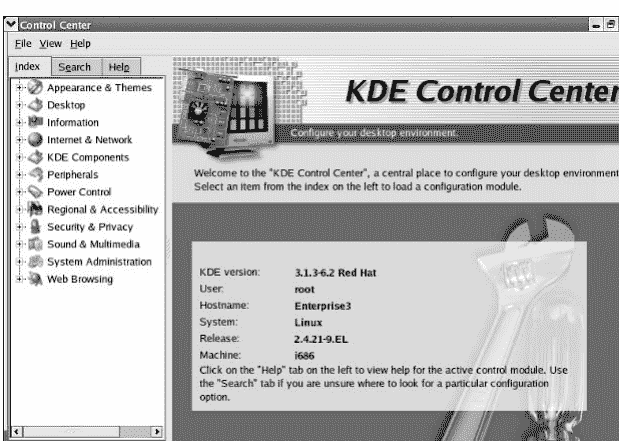 Control Center
File View Help
Index Search Help
Appearance & Themes
Desktop
Information
Internet & Network
KDE Components
Peripherals
Power Control
Regional & Accessibility
Security & Privacy
Sound & Multimedia
System Administration
Web Browsing
KDE Control Center
Configure your desktop environment.
Welcome to the "KDE Control Center", a central place to configure your desktop environment
Select an item from the index on the left to load a configuration module.
KDE version: 3.1.3-6.2 Red Hat
User: root
Hostname: Enterprise3
System: Linux
Release: 2.4.21-9.EL
Machine: i686
Click on the "Help" tab on the left to view help for the active control module. Use
the "Search" tab if you are unsure where to look for a particular configuration
option.